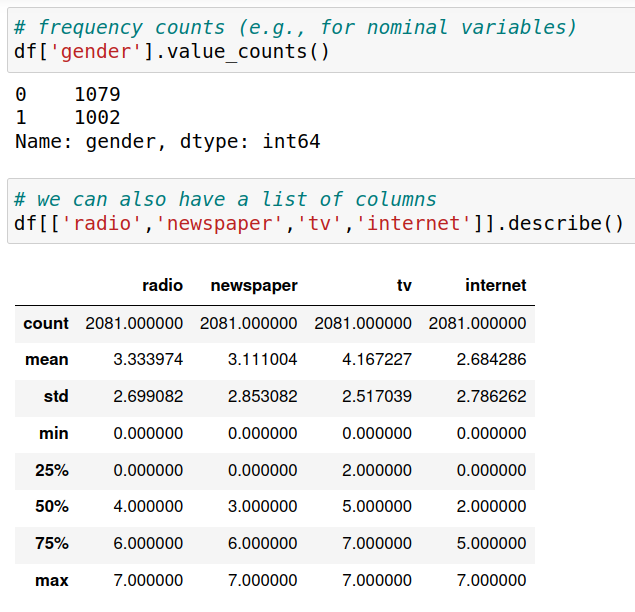 # frequency counts (e.g., for nominal variables)
df['gender'].value_counts()
0    1079
1    1002
Name: gender, dtype: int64
# we can also have a list of columns
df[['radio','newspaper','tv','internet']].describe()
radio newspaper tv internet
count 2081.000000 2081.000000 2081.000000 2081.000000
mean 3.333974 3.111004 4.167227 2.684286
std 2.699082 2.853082 2.517039 2.786262
min 0.000000 0.000000 0.000000 0.000000
25% 0.000000 0.000000 2.000000 0.000000
50% 4.000000 3.000000 5.000000 2.000000
75% 6.000000 6.000000 7.000000 5.000000
max 7.000000 7.000000 7.000000 7.000000